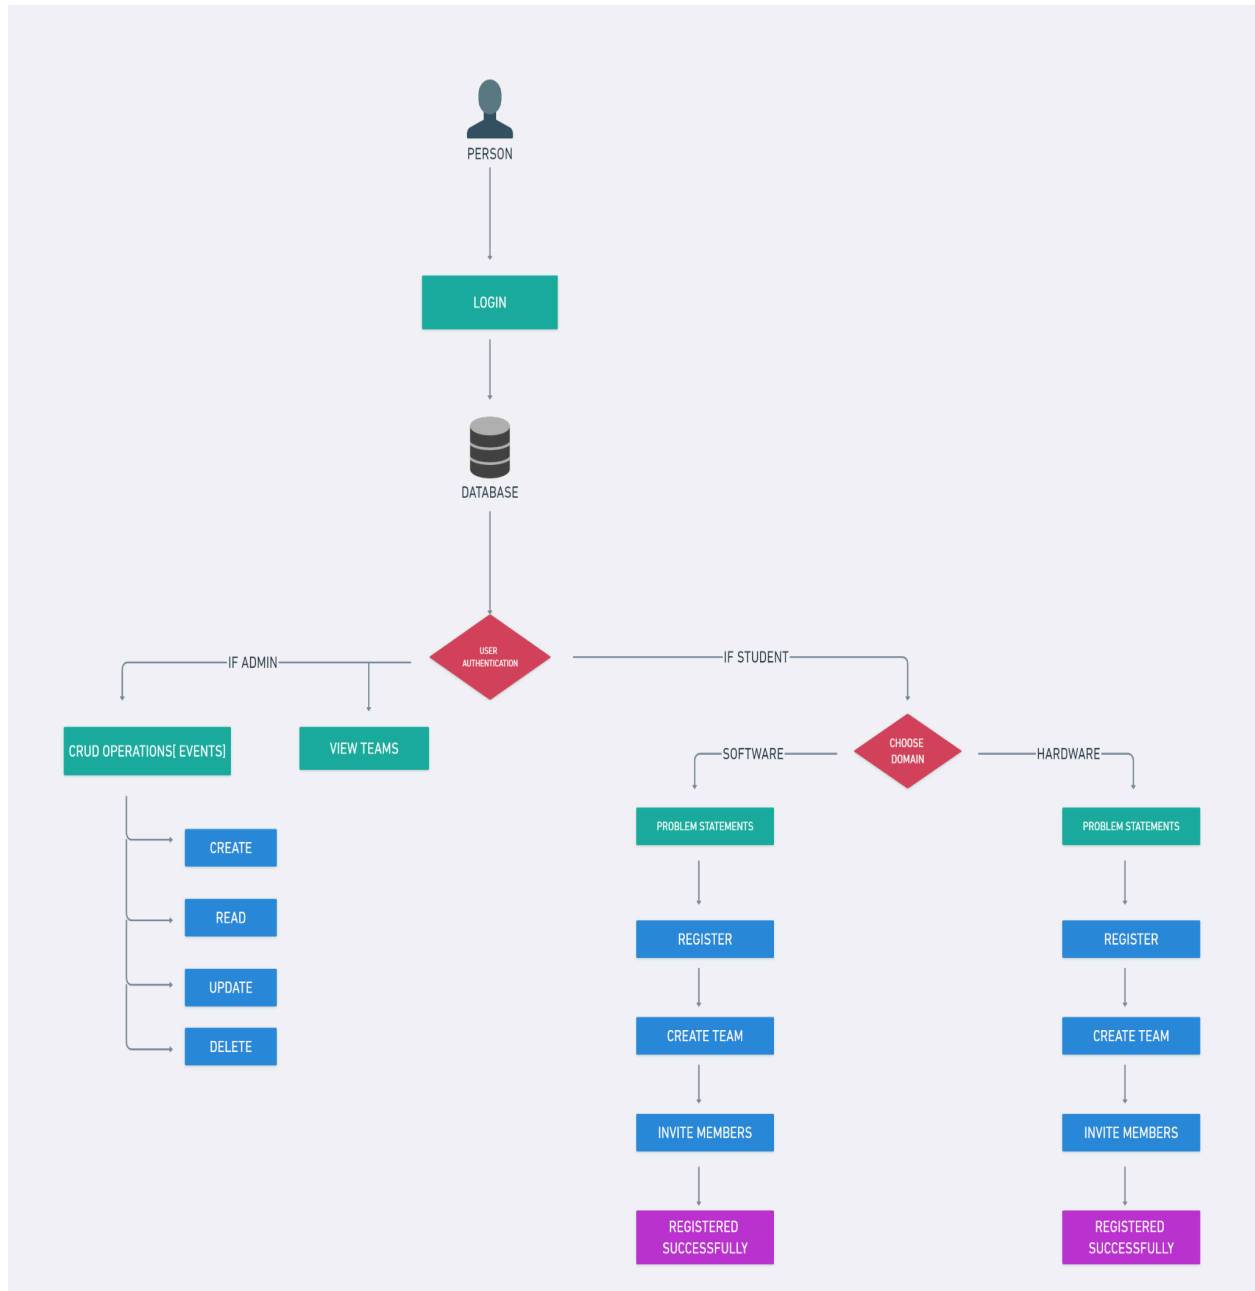 PERSON
LOGIN
DATABASE
USER
AUTHENTICATION
IF ADMIN
IF STUDENT
CRUD OPERATIONS[ EVENTS]
VIEW TEAMS
CHOOSE
DOMAIN
SOFTWARE
HARDWARE
PROBLEM STATEMENTS
PROBLEM STATEMENTS
CREATE
READ
UPDATE
DELETE
REGISTER
REGISTER
CREATE TEAM
CREATE TEAM
INVITE MEMBERS
INVITE MEMBERS
REGISTERED
SUCCESSFULLY
REGISTERED
SUCCESSFULLY